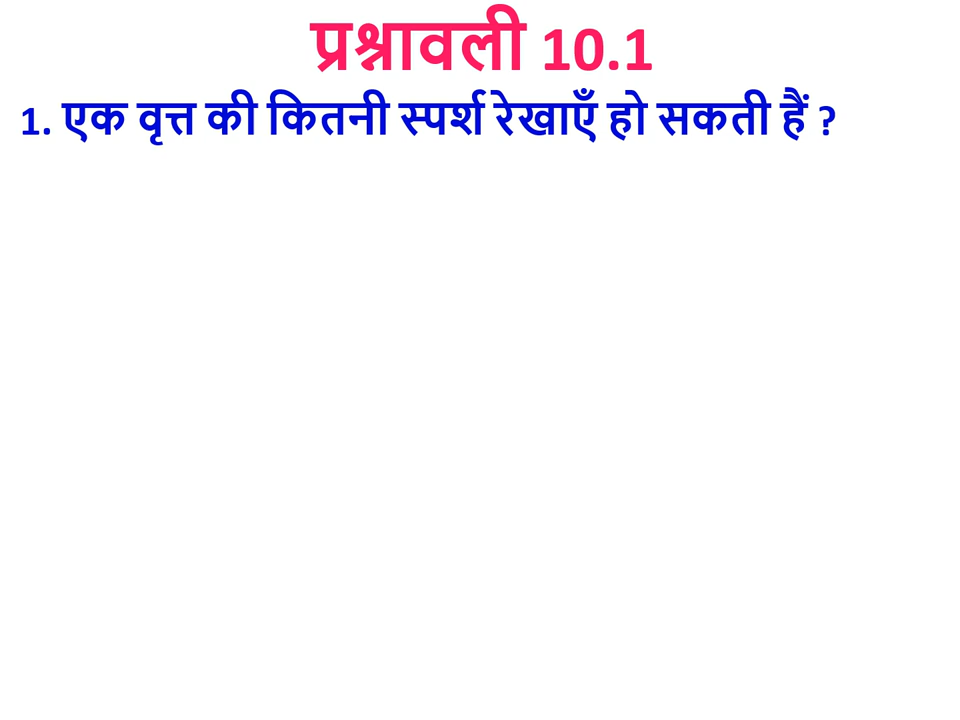 प्रश्नावली 10.1
1. एक वृत्त की कितनी स्पर्श रेखाएँ हो सकती हैं ?